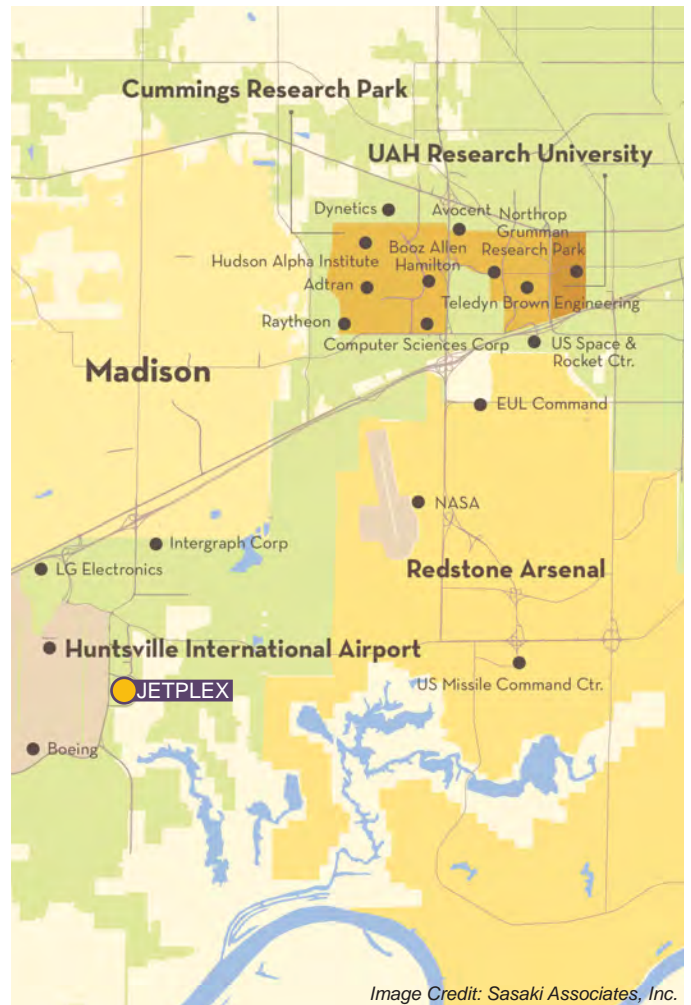 Cummings Research Park
UAH Research University
Dynetics
Avocent
Northrop
Grumman
Research Park
Booz Allen
Hamilton
Hudson Alpha Institute
Adtran
Teledyn Brown Engineering
Raytheon
Computer Sciences Corp
US Space &
Rocket Ctr.
Madison
EUL Command
NASA
Intergraph Corp
LG Electronics
Redstone Arsenal
Huntsville International Airport
US Missile Command Ctr.
JETPLEX
Boeing
Image Credit: Sasaki Associates, Inc.